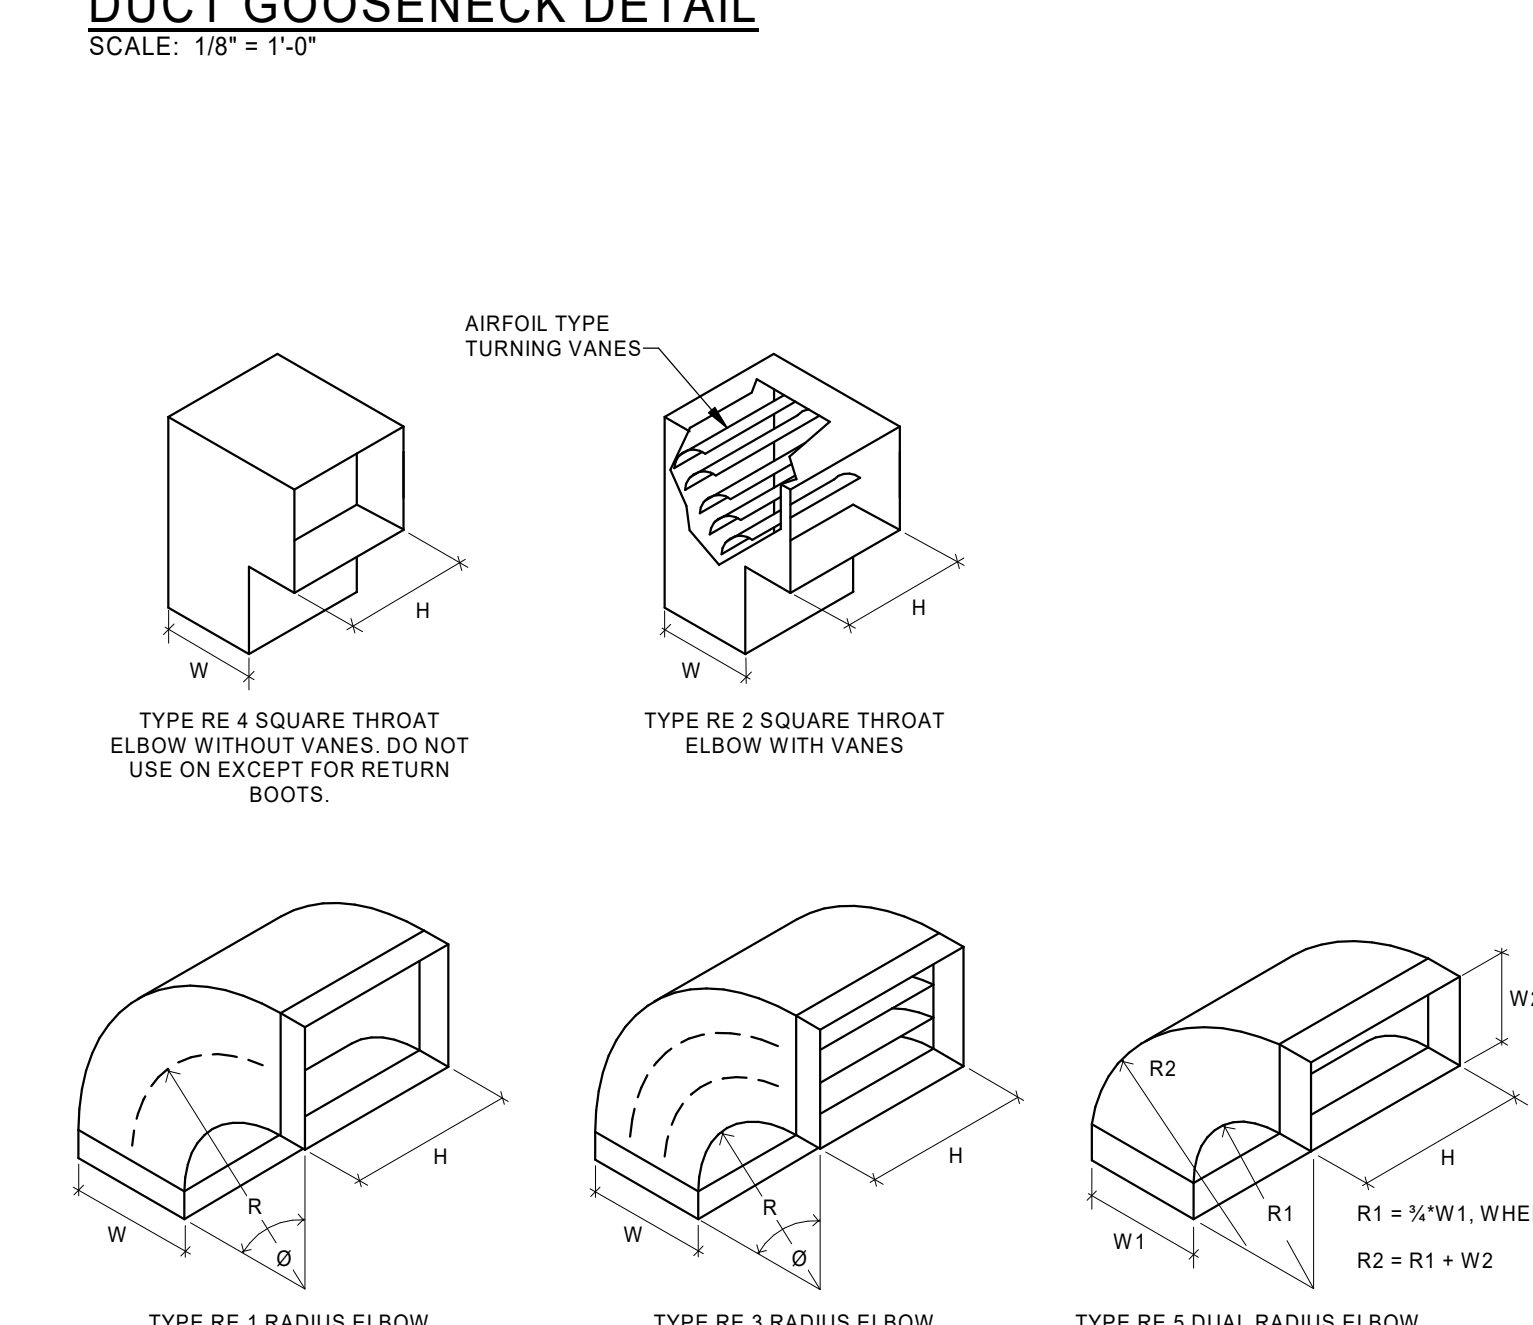 DUCT GOOSENECK DETAIL
SCALE: 1/8" = 1'-0"
AIRFOIL TYPE
TURNING VANES
H
W
H
W
TYPE RE 4 SQUARE THROAT
ELBOW WITHOUT VANES. DO NOT
USE ON EXCEPT FOR RETURN
BOOTS.
TYPE RE 2 SQUARE THROAT
ELBOW WITH VANES
H
R
W
Ø
H
R
W
Ø
W2
R2
H
R1
W1
R1 = ¾*W1, WHE
R2 = R1 + W2
TYPE RE 1 RADIUS ELBOW
TYPE RE 3 RADIUS ELBOW
TYPE RE 5 DUAL RADIUS ELBOW